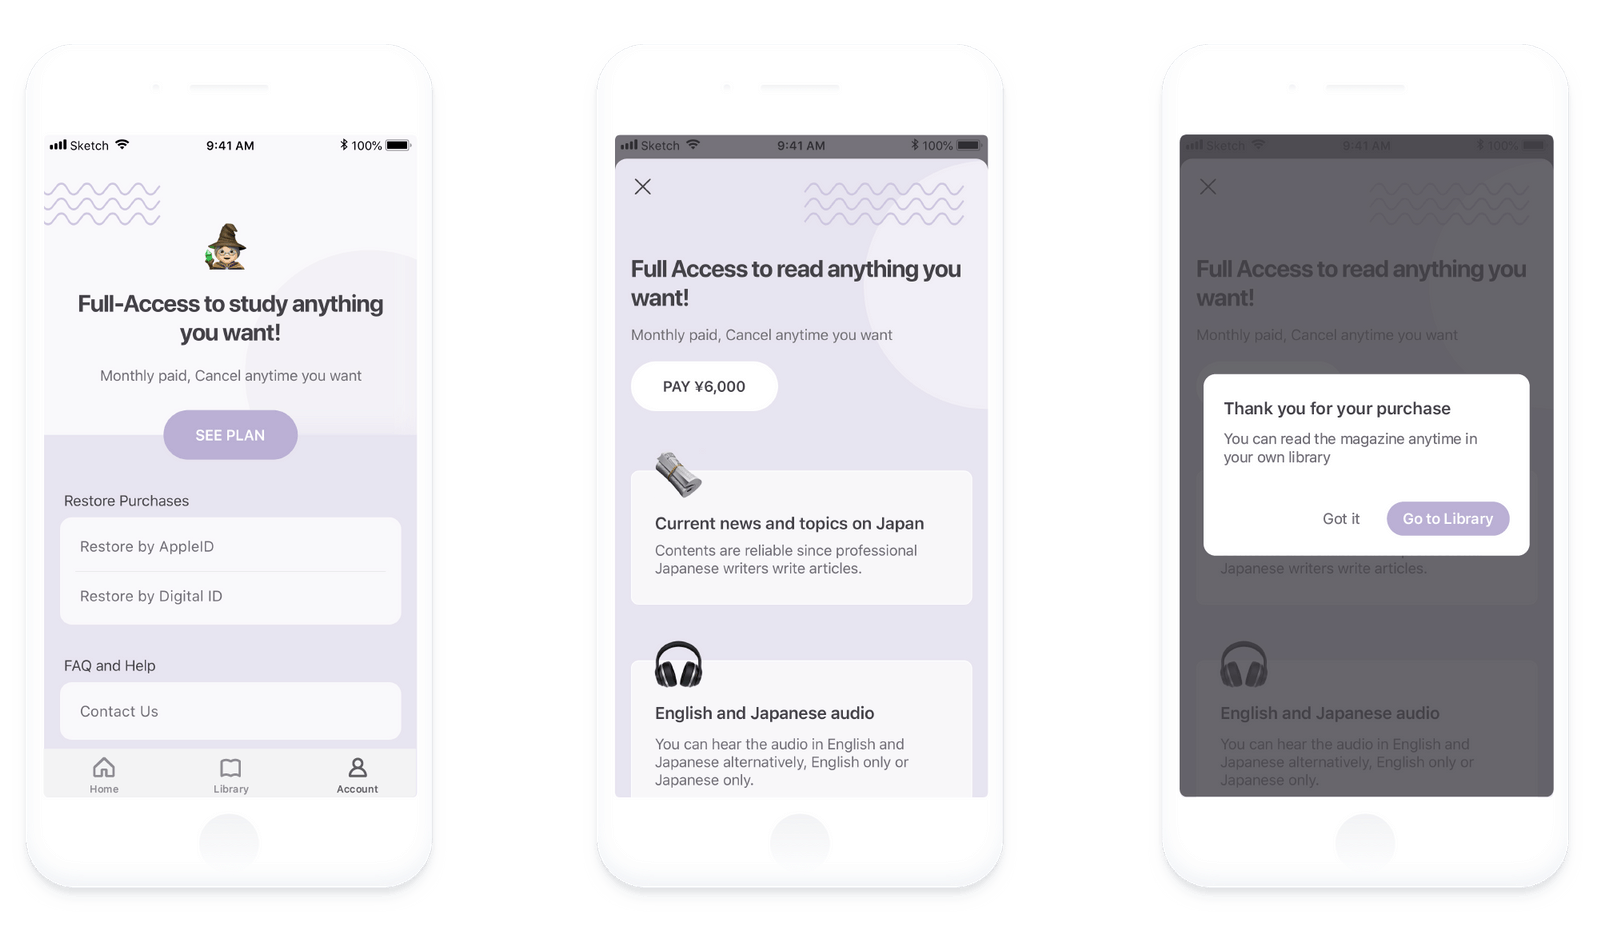 Sketch 9:41 AM 100%
Full-Access to study anything
you want!
Monthly paid, Cancel anytime you want
SEE PLAN
Restore Purchases
Restore by AppleID
Restore by Digital ID
FAQ and Help
Contact Us
Home Library Account
Sketch 9:41 AM 100%
Full Access to read anything you
want!
Monthly paid, Cancel anytime you want
PAY ¥6,000
Current news and topics on Japan
Contents are reliable since professional
Japanese writers write articles.
English and Japanese audio
You can hear the audio in English and
Japanese alternatively, English only or
Japanese only.
Sketch 9:41 AM 100%
Full Access to read anything you
want!
Monthly paid, Cancel anytime you want
Thank you for your purchase
You can read the magazine anytime in
your own library
Got it Go to Library
Japanese writers write articles.
English and Japanese audio
You can hear the audio in English and
Japanese alternatively, English only or
Japanese only.